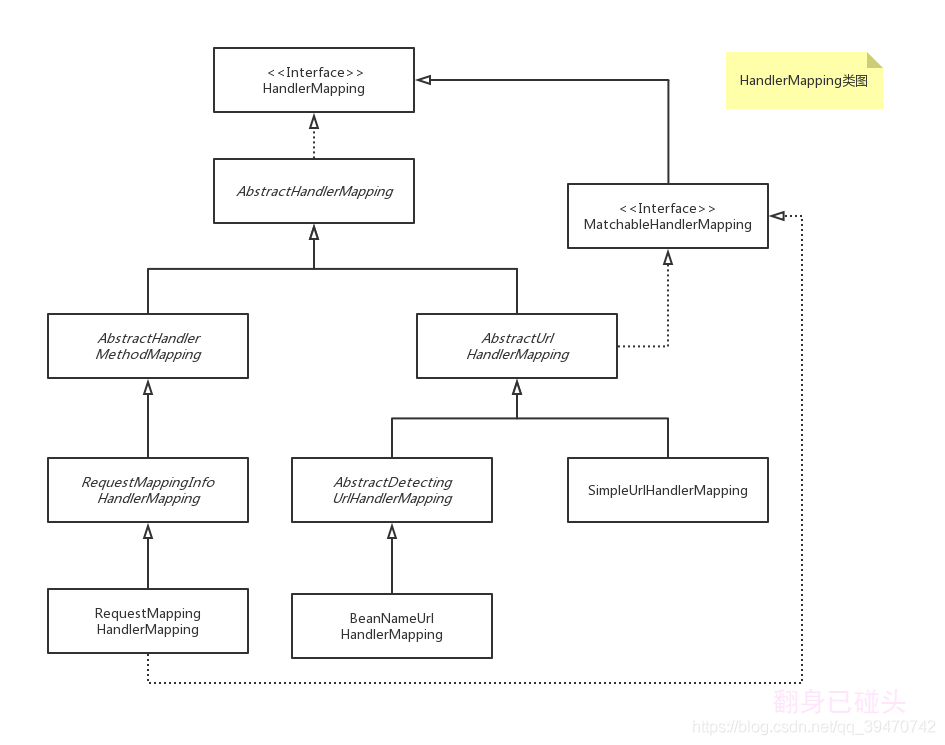 <<Interface>>
HandlerMapping
HandlerMapping类图
AbstractHandlerMapping
<<Interface>>
MatchableHandlerMapping
AbstractHandler
MethodMapping
AbstractUrl
HandlerMapping
RequestMappingInfo
HandlerMapping
AbstractDetecting
UrlHandlerMapping
SimpleUrlHandlerMapping
RequestMapping
HandlerMapping
BeanNameUrl
HandlerMapping
翻身已碰头
https://blog.csdn.net/qq_39470742